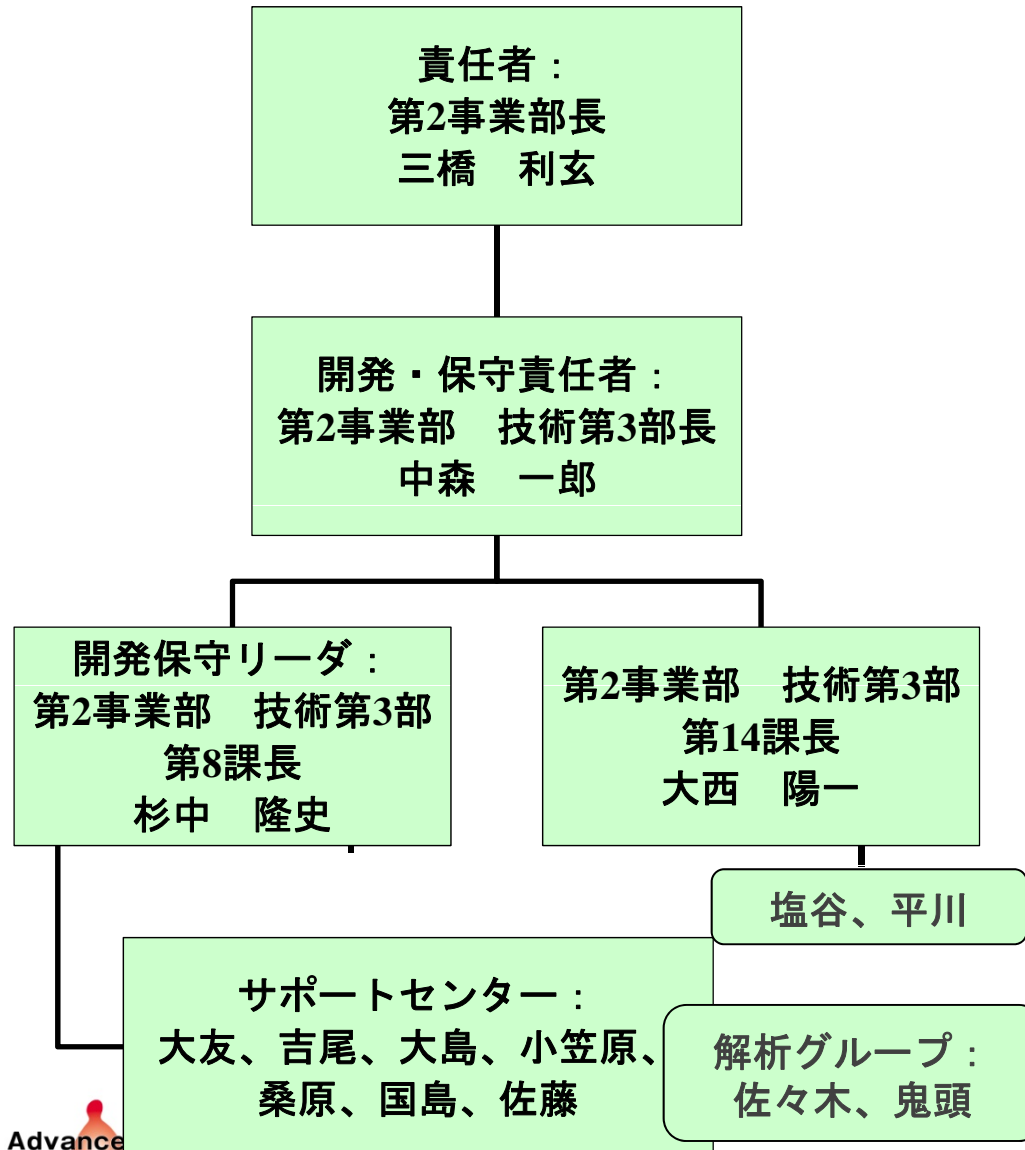 責任者：
第2事業部長
三橋　利玄
開発・保守責任者：
第2事業部　技術第3部長
中森　一郎
開発保守リーダ：
第2事業部　技術第3部
第8課長
杉中　隆史
第2事業部　技術第3部
第14課長
大西　陽一
塩谷、平川
サポートセンター：
大友、吉尾、大島、小笠原、
桑原、国島、佐藤
解析グループ：
佐々木、鬼頭
Advance